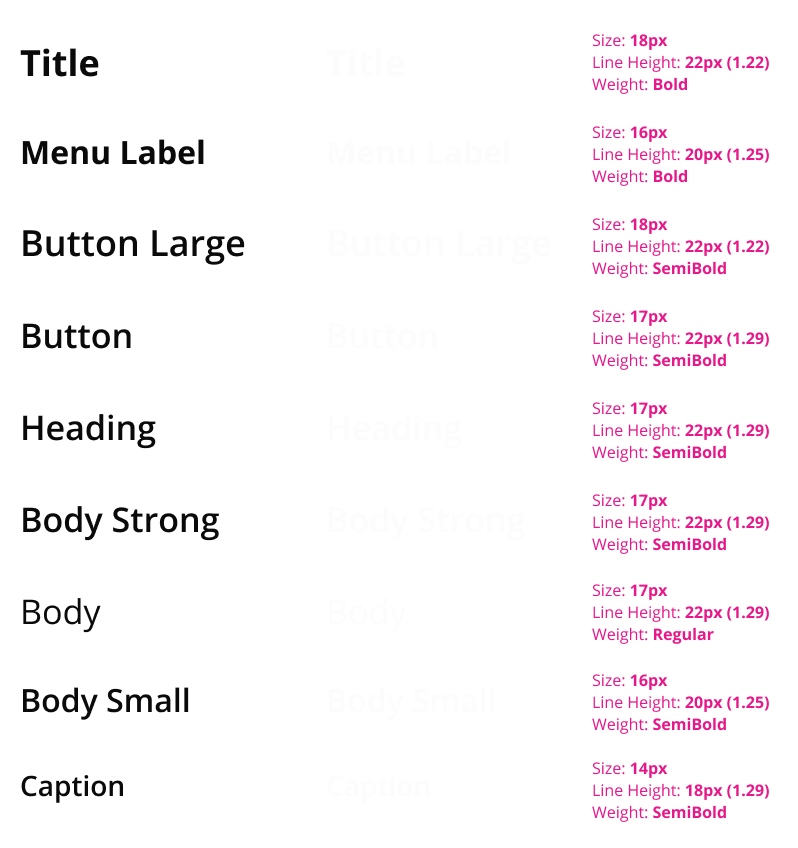 Title
Title
Size: 18px
Line Height: 22px (1.22)
Weight: Bold
Menu Label
Menu Label
Size: 16px
Line Height: 20px (1.25)
Weight: Bold
Button Large
Button Large
Size: 18px
Line Height: 22px (1.22)
Weight: SemiBold
Button
Button
Size: 17px
Line Height: 22px (1.29)
Weight: SemiBold
Heading
Heading
Size: 17px
Line Height: 22px (1.29)
Weight: SemiBold
Body Strong
Body Strong
Size: 17px
Line Height: 22px (1.29)
Weight: SemiBold
Body
Body
Size: 17px
Line Height: 22px (1.29)
Weight: Regular
Body Small
Body Small
Size: 16px
Line Height: 20px (1.25)
Weight: SemiBold
Caption
Caption
Size: 14px
Line Height: 18px (1.29)
Weight: SemiBold